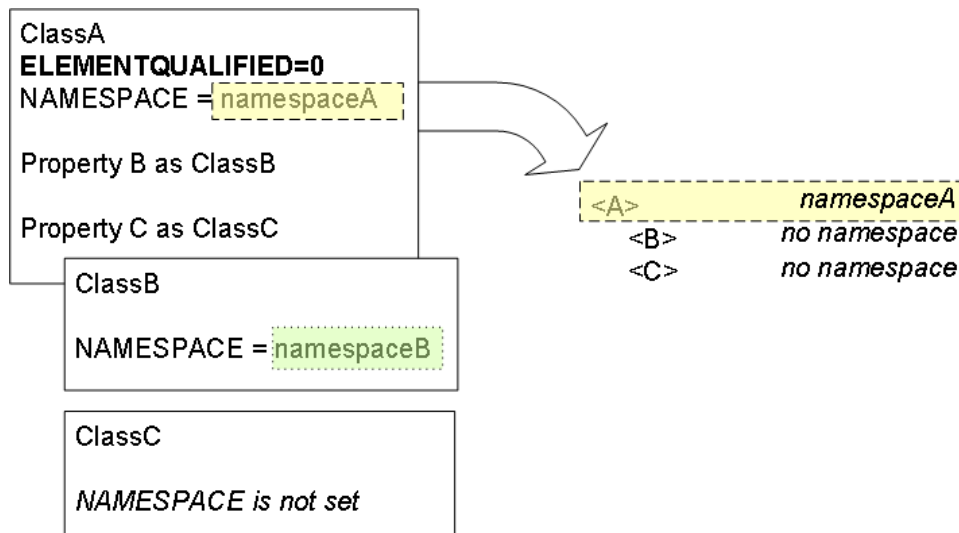 ClassA
ELEMENTQUALIFIED=0
NAMESPACE = namespaceA
Property B as ClassB
Property C as ClassC
<A> namespaceA
<B> no namespace
<C> no namespace
ClassB
NAMESPACE = namespaceB
ClassC
NAMESPACE is not set